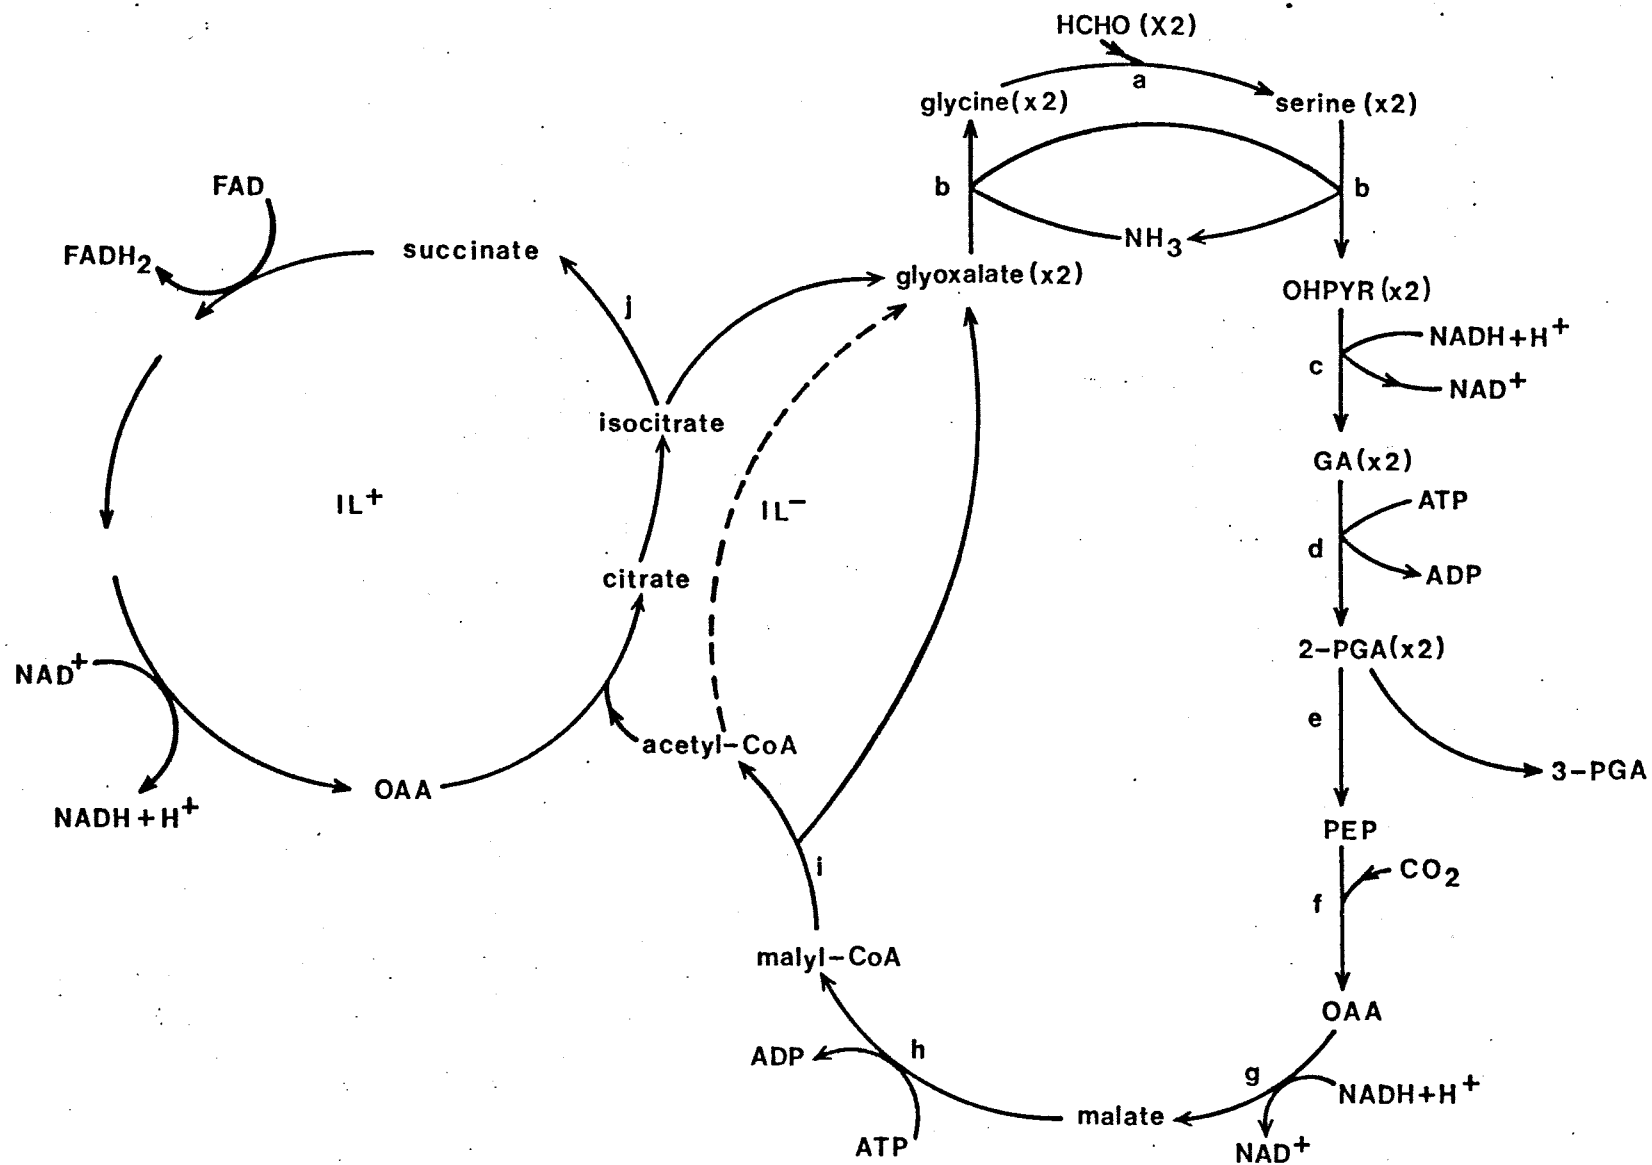 HCHO (X2)
a
glycine(x2)
serine (x2)
b
b
NH3
FAD
FADH2
succinate
glyoxalate (x2)
OHPYR (x2)
j
NADH+H+
c
NAD+
isocitrate
GA(x2)
IL+
IL−
ATP
d
ADP
citrate
2-PGA(x2)
NAD+
e
acetyl-CoA
3-PGA
OAA
NADH + H+
PEP
i
CO2
f
malyl-CoA
OAA
ADP
h
g
NADH+H+
malate
ATP
NAD+